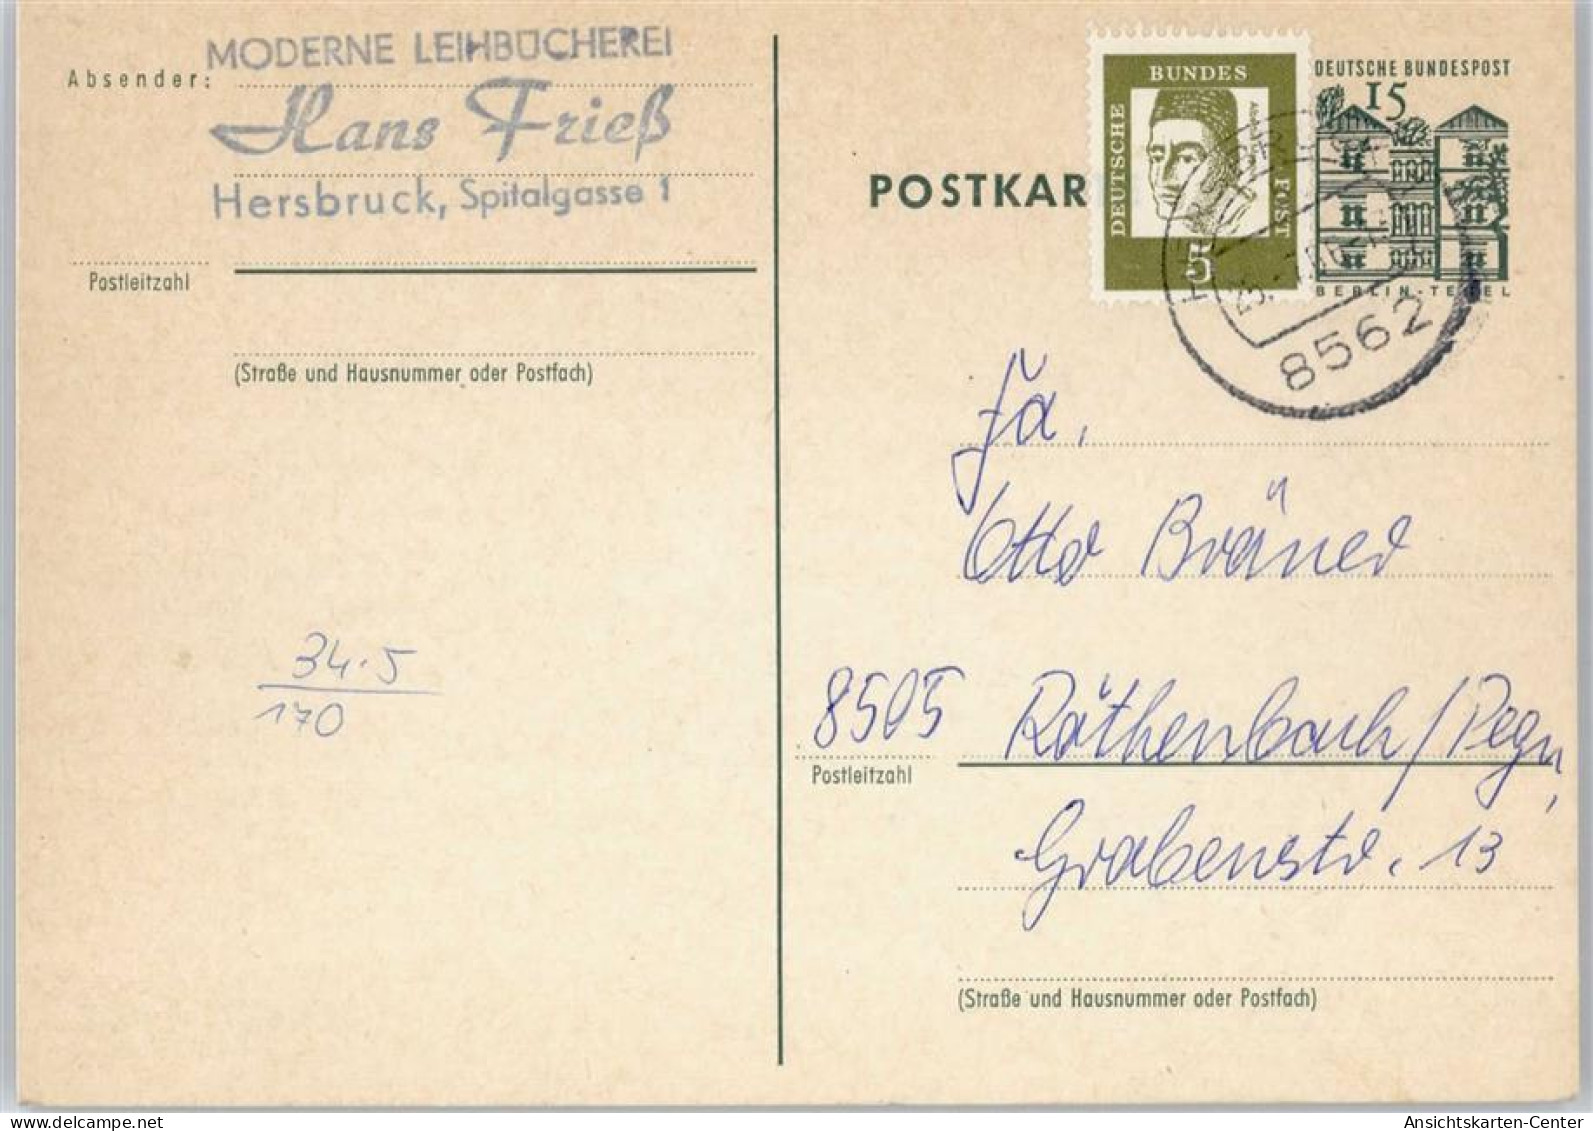 MODERNE LEIHBÜCHEREI
Absender:
Hans Frieß
Hersbruck, Spitalgasse 1
Postleitzahl
(Straße und Hausnummer oder Postfach)
34.5
170
POSTKAR
DEUTSCHE
BUNDES
POST
5
DEUTSCHE BUNDESPOST
15
BERLIN-TEGEL
8562
Fa,
Otto Bräuer
8505 Röthenbach/Pegn,
Postleitzahl
Grabenstr. 13
(Straße und Hausnummer oder Postfach)
Ansichtskarten-Center